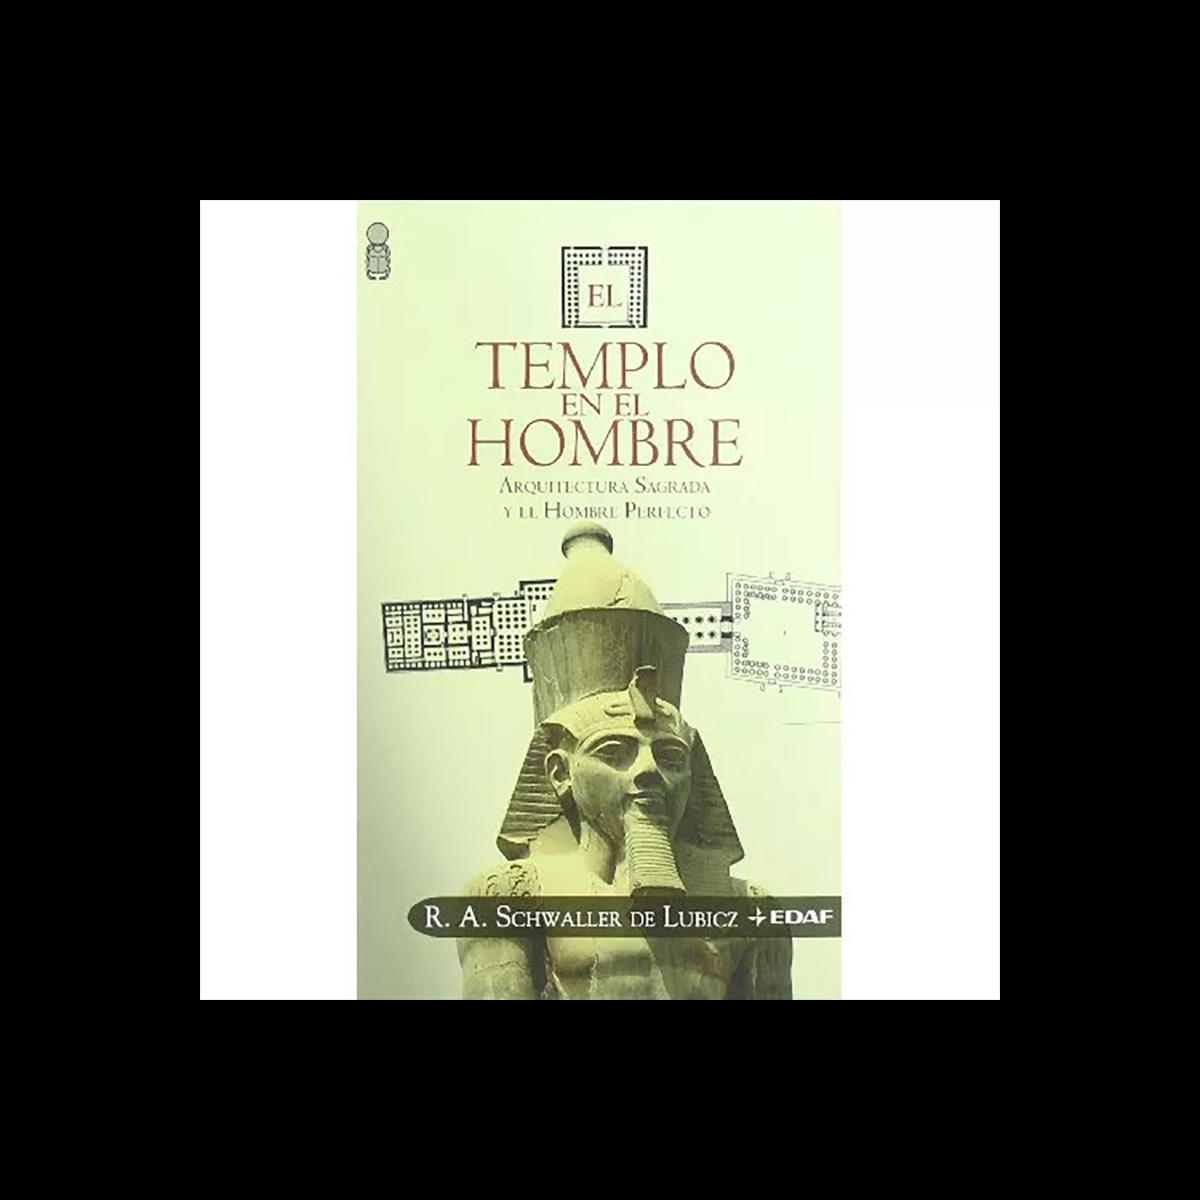 EL
TEMPLO
EN EL
HOMBRE
ARQUITECTURA SAGRADA
Y EL HOMBRE PERFECTO
R. A. SCHWALLER DE LUBICZ EDAF